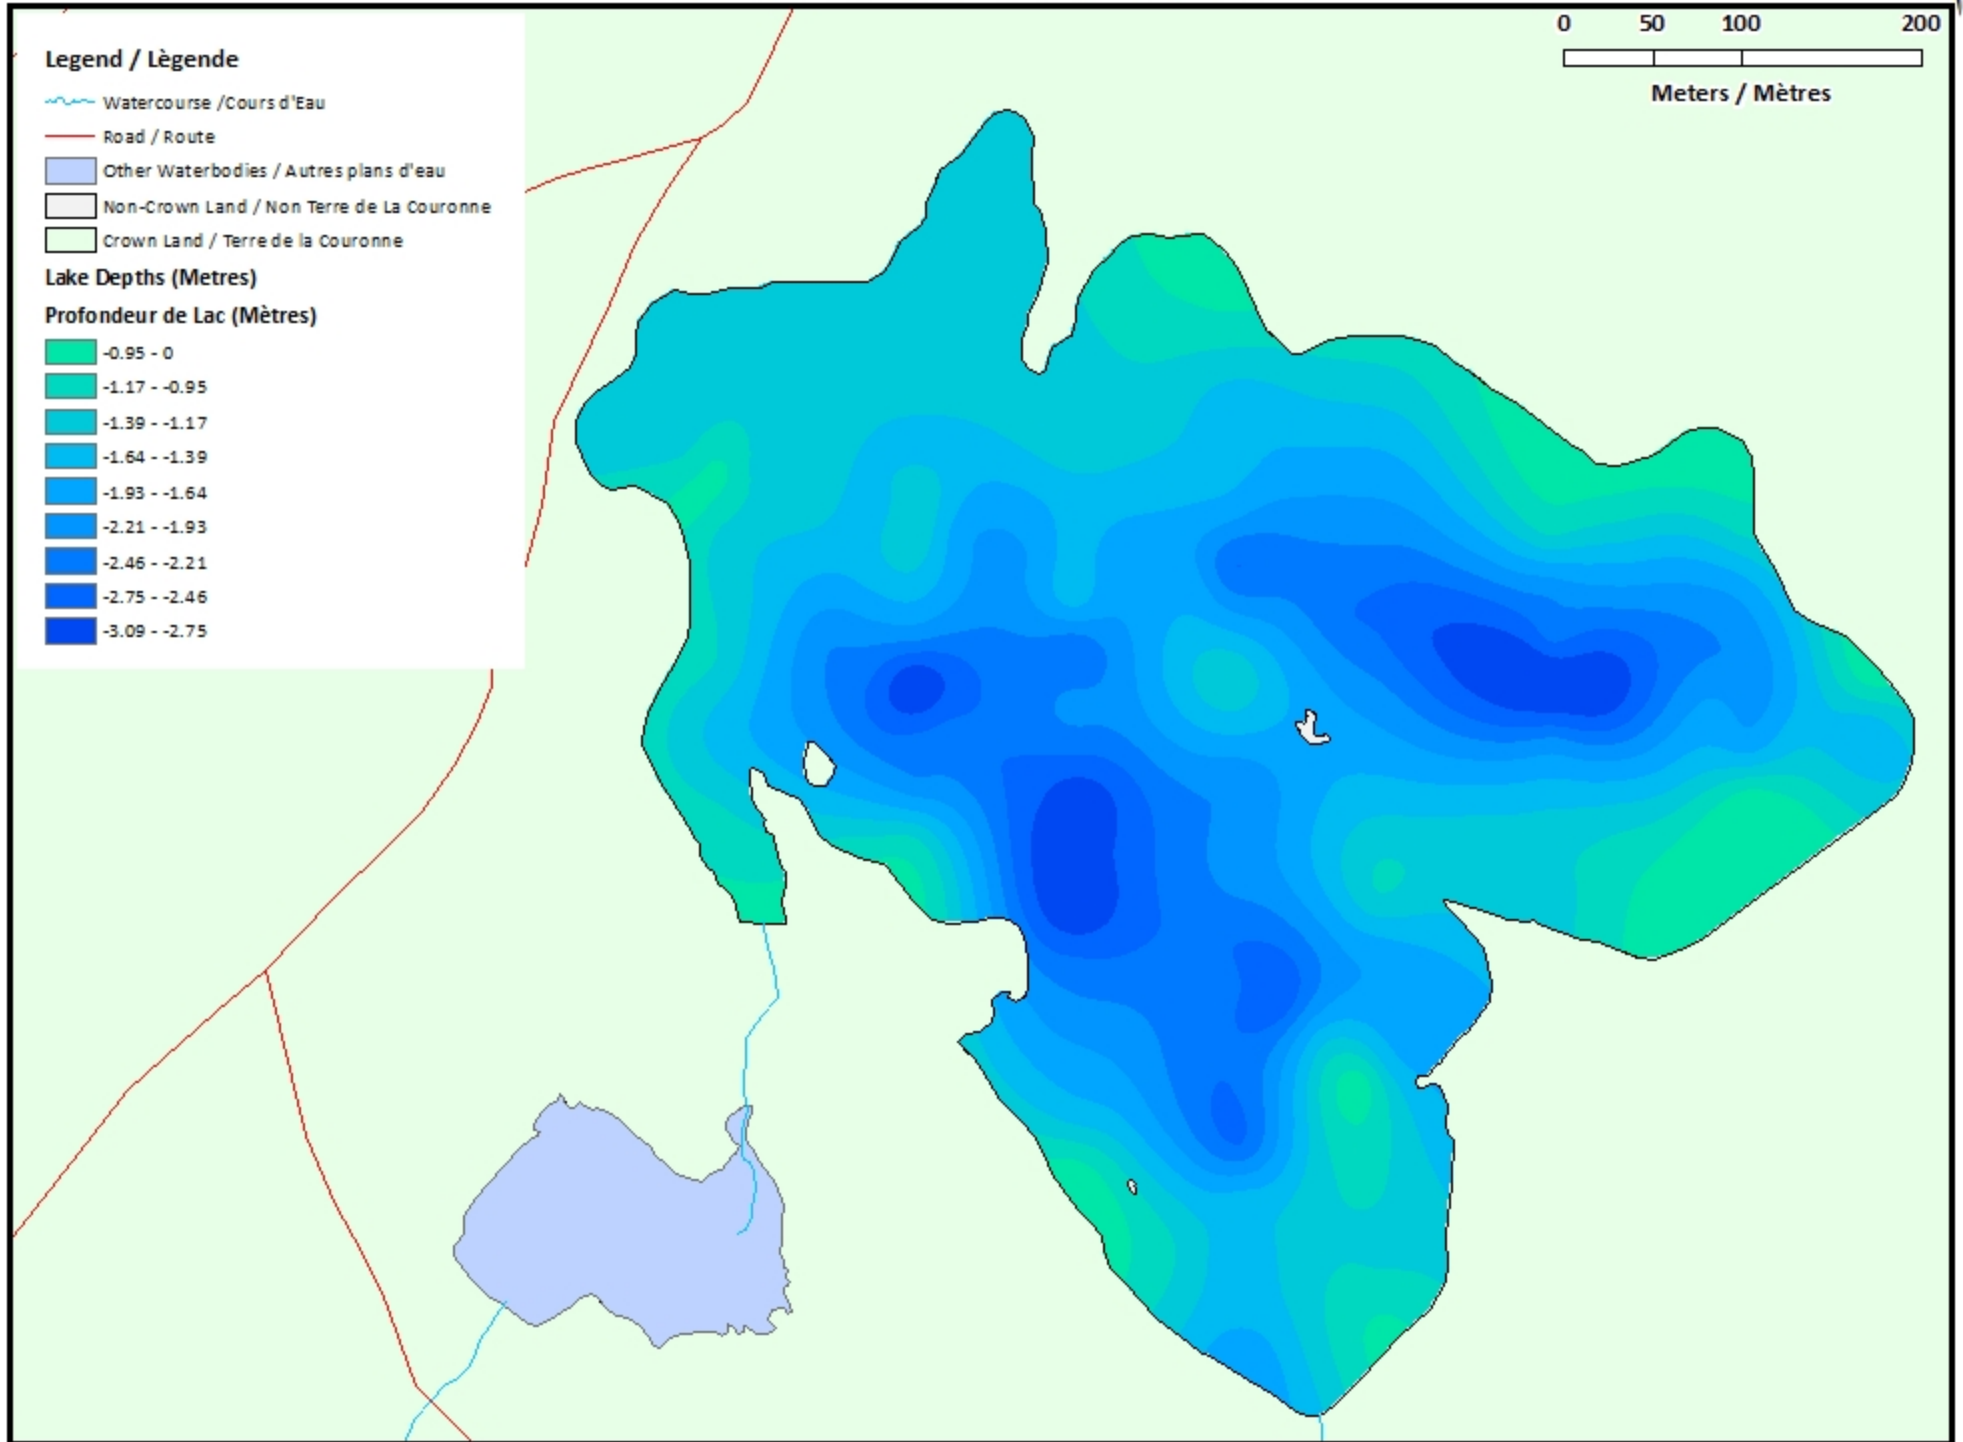 Legend / Lègende
Watercourse /Cours d'Eau
Road / Route
Other Waterbodies / Autres plans d'eau
Non-Crown Land / Non Terre de La Couronne
Crown Land / Terre de la Couronne
Lake Depths (Metres)
Profondeur de Lac (Mètres)
-0.95 - 0
-1.17 - -0.95
-1.39 - -1.17
-1.64 - -1.39
-1.93 - -1.64
-2.21 - -1.93
-2.46 - -2.21
-2.75 - -2.46
-3.09 - -2.75
0 50 100 200
Meters / Mètres